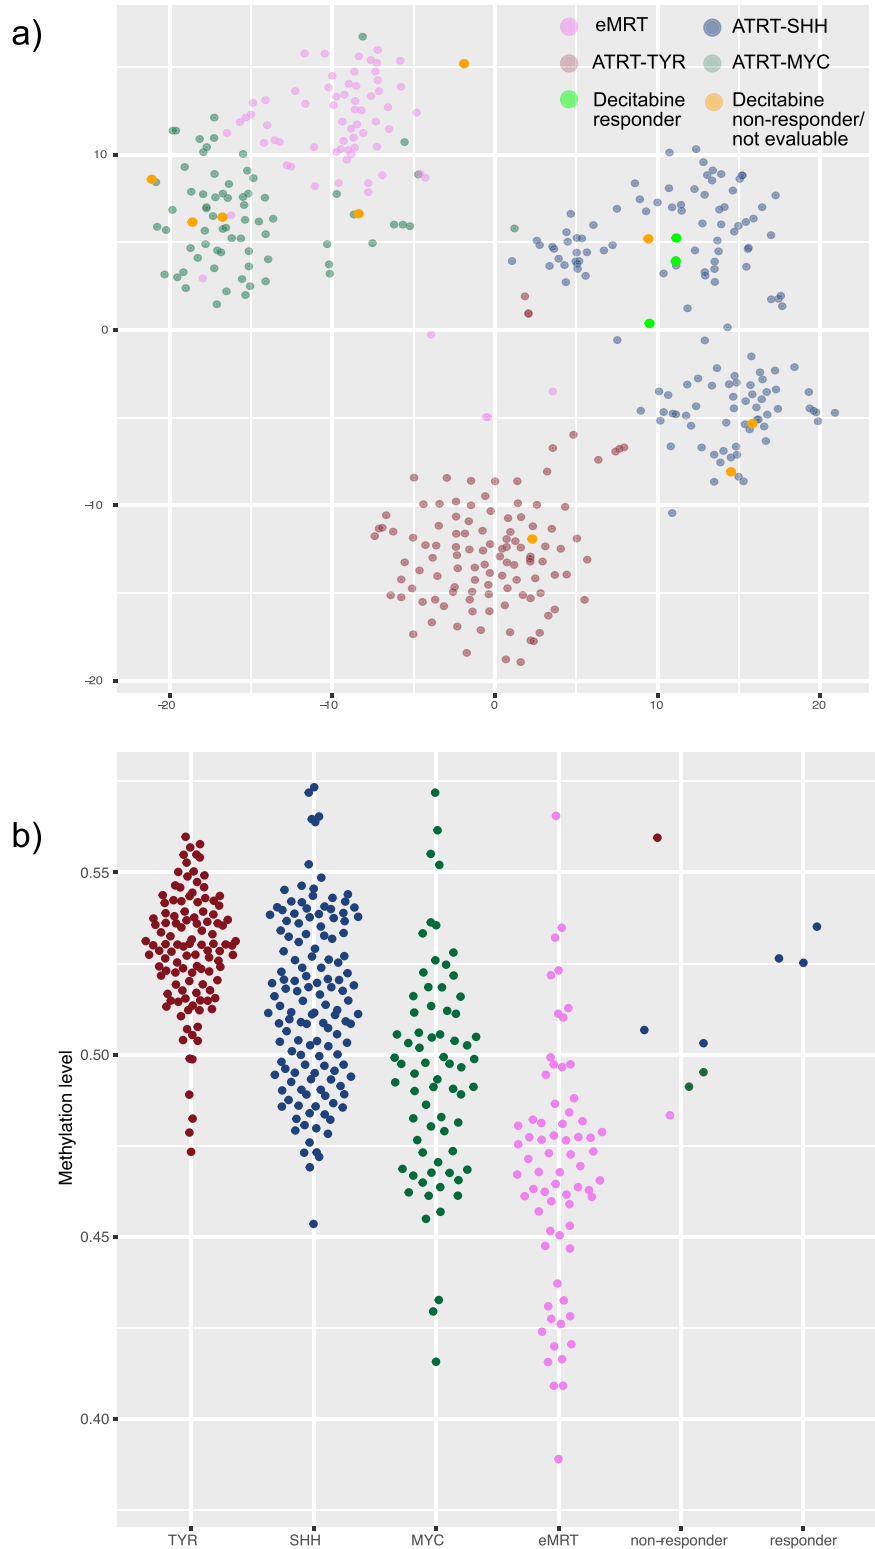 a)
eMRT
ATRT-SHH
ATRT-TYR
ATRT-MYC
Decitabine
responder
Decitabine
non-responder/
not evaluable
10
0
−10
−20
−20
−10
0
10
20
b)
0.55
0.50
0.45
0.40
Methylation level
TYR
SHH
MYC
eMRT
non-responder
responder